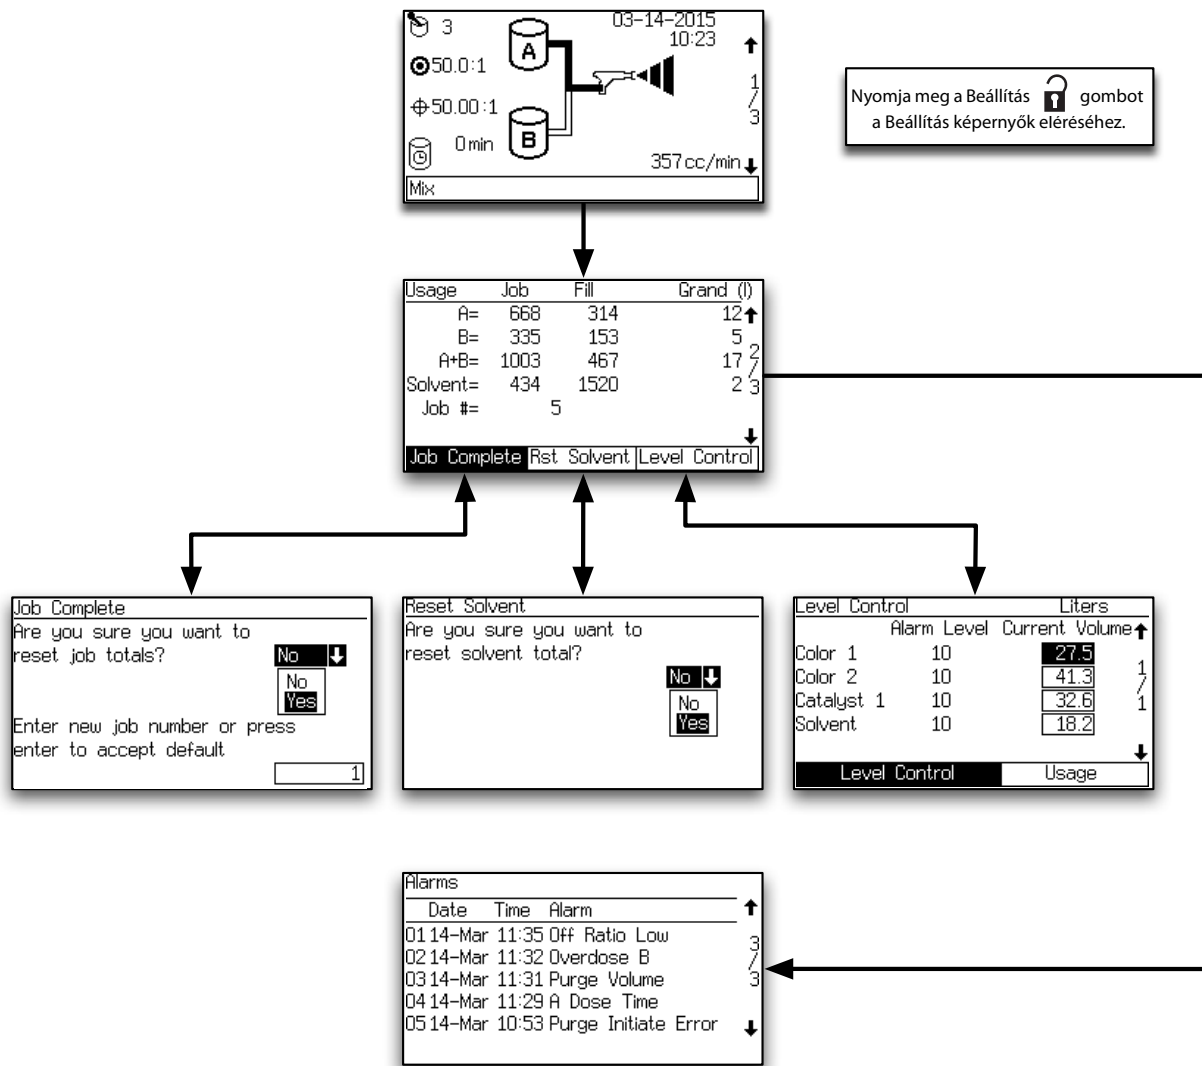 3
03-14-2015
10:23
A
50.0:1
1
/
3
50.00:1
B
0 min
357 cc/min
Mix
Nyomja meg a Beállítás gombot
a Beállítás képernyők eléréséhez.
Usage Job Fill Grand (l)
A= 668 314 12
B= 335 153 5
A+B= 1003 467 17
Solvent= 434 1520 2
Job #= 5
2
/
3
Job Complete Rst Solvent Level Control
Job Complete
Are you sure you want to
reset job totals? No
No
Yes
Enter new job number or press
enter to accept default
1
Reset Solvent
Are you sure you want to
reset solvent total?
No
No
Yes
Level Control Liters
Alarm Level Current Volume
Color 1 10 27.5
Color 2 10 41.3
Catalyst 1 10 32.6
Solvent 10 18.2
1
/
1
Level Control Usage
Alarms
Date Time Alarm
01 14-Mar 11:35 Off Ratio Low
02 14-Mar 11:32 Overdose B
03 14-Mar 11:31 Purge Volume
04 14-Mar 11:29 A Dose Time
05 14-Mar 10:53 Purge Initiate Error
3
/
3